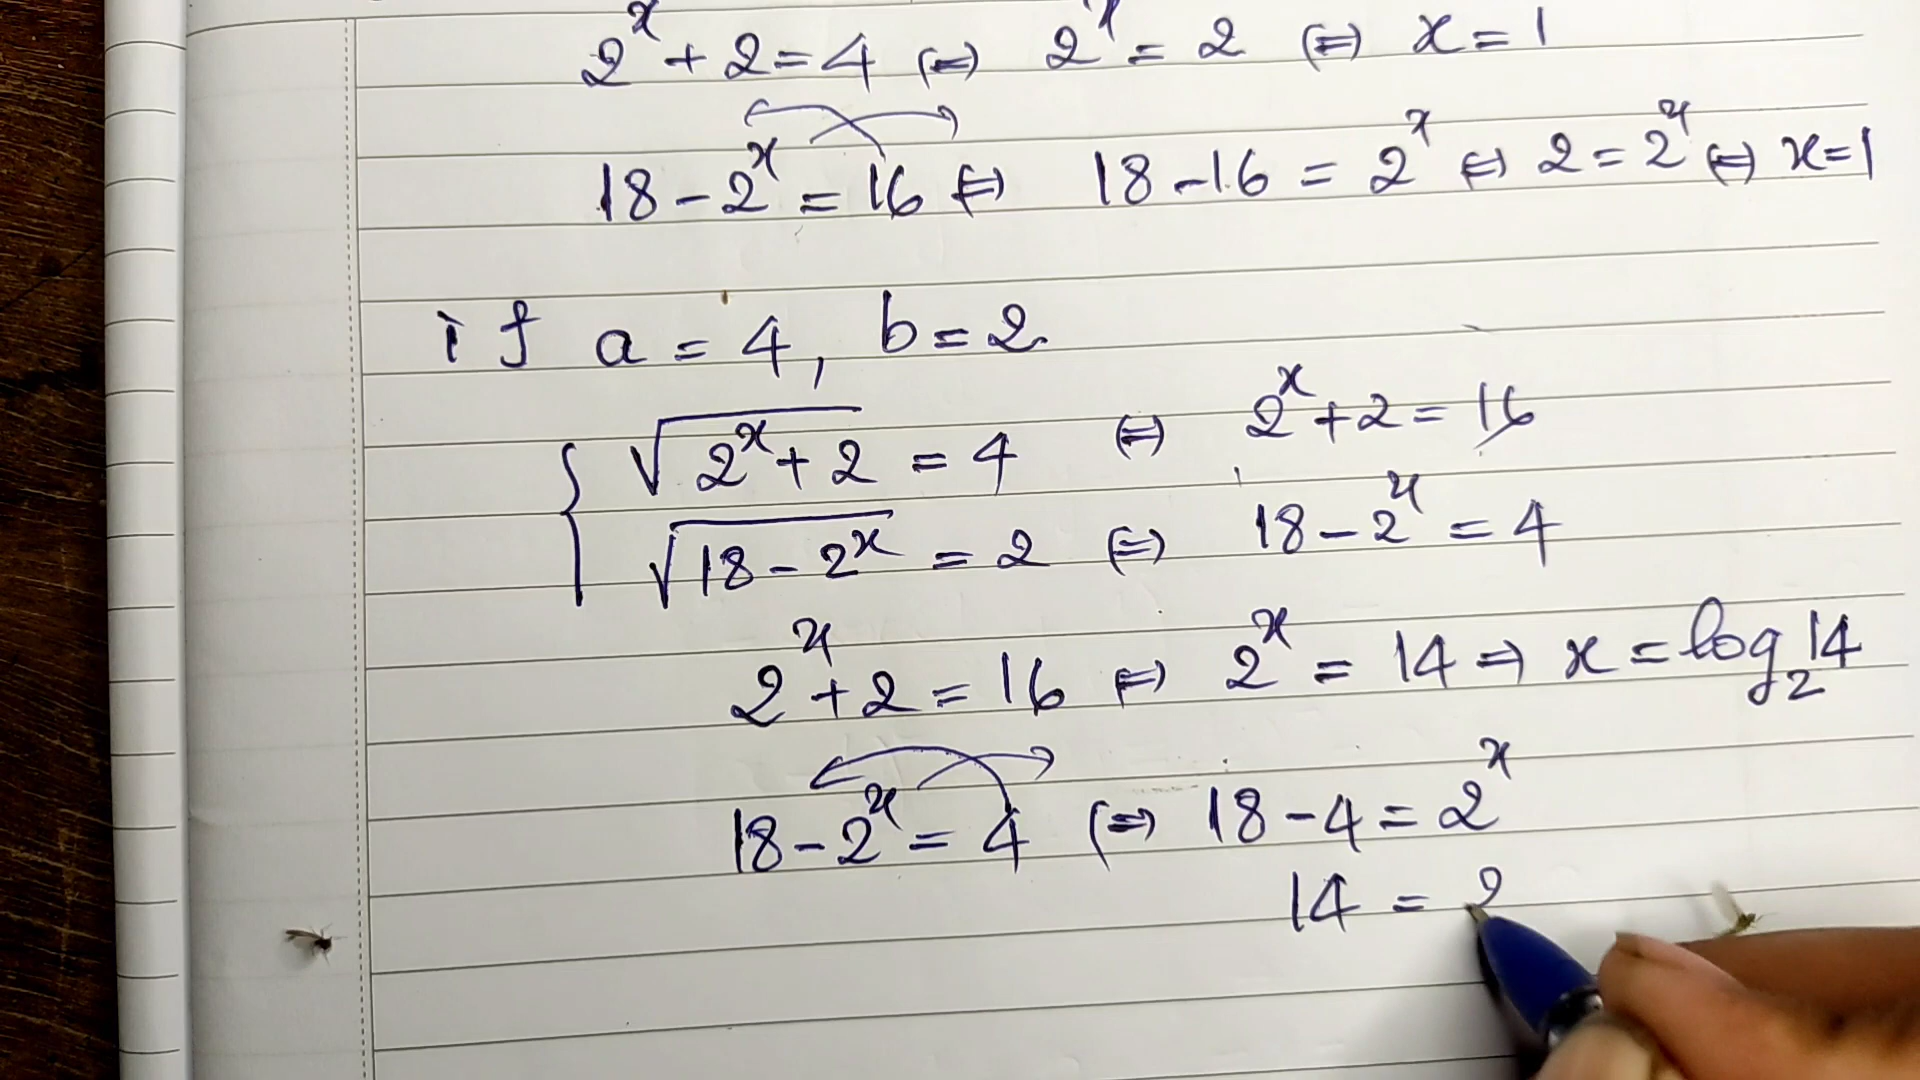 2^x + 2 = 4 ⇔ 2^x = 2 ⇔ x = 1
18 - 2^x = 16 ⇔ 18 - 16 = 2^x ⇔ 2 = 2^x ⇔ x = 1
if a = 4, b = 2
√(2^x + 2) = 4 ⇔ 2^x + 2 = 16
√(18 - 2^x) = 2 ⇔ 18 - 2^x = 4
2^x + 2 = 16 ⇔ 2^x = 14 ⇒ x = log_2 14
18 - 2^x = 4 ⇔ 18 - 4 = 2^x
14 = 2